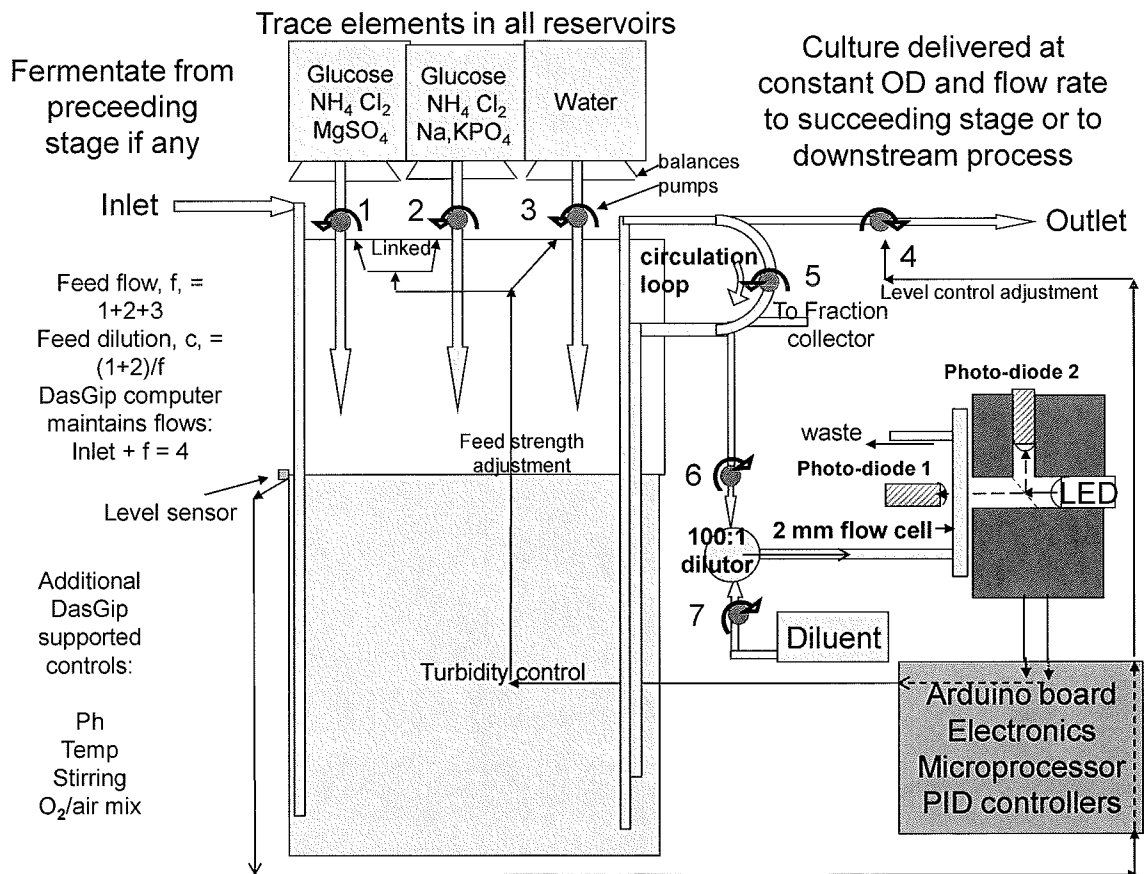 Trace elements in all reservoirs
Fermentate from
preceeding
stage if any
Glucose
NH₄ Cl₂
MgSO₄
Glucose
NH₄ Cl₂
Na,KPO₄
Water
Culture delivered at
constant OD and flow rate
to succeeding stage or to
downstream process
balances
pumps
Inlet
1
2
3
4
Outlet
Linked
circulation
loop
5
Level control adjustment
To Fraction
collector
Feed flow, f, =
1+2+3
Feed dilution, c, =
(1+2)/f
DasGip computer
maintains flows:
Inlet + f = 4
Photo-diode 2
waste
Feed strength
adjustment
6
Photo-diode 1
LED
Level sensor
100:1
dilutor
2 mm flow cell
7
Diluent
Additional
DasGip
supported
controls:
Ph
Temp
Stirring
O₂/air mix
Turbidity control
Arduino board
Electronics
Microprocessor
PID controllers